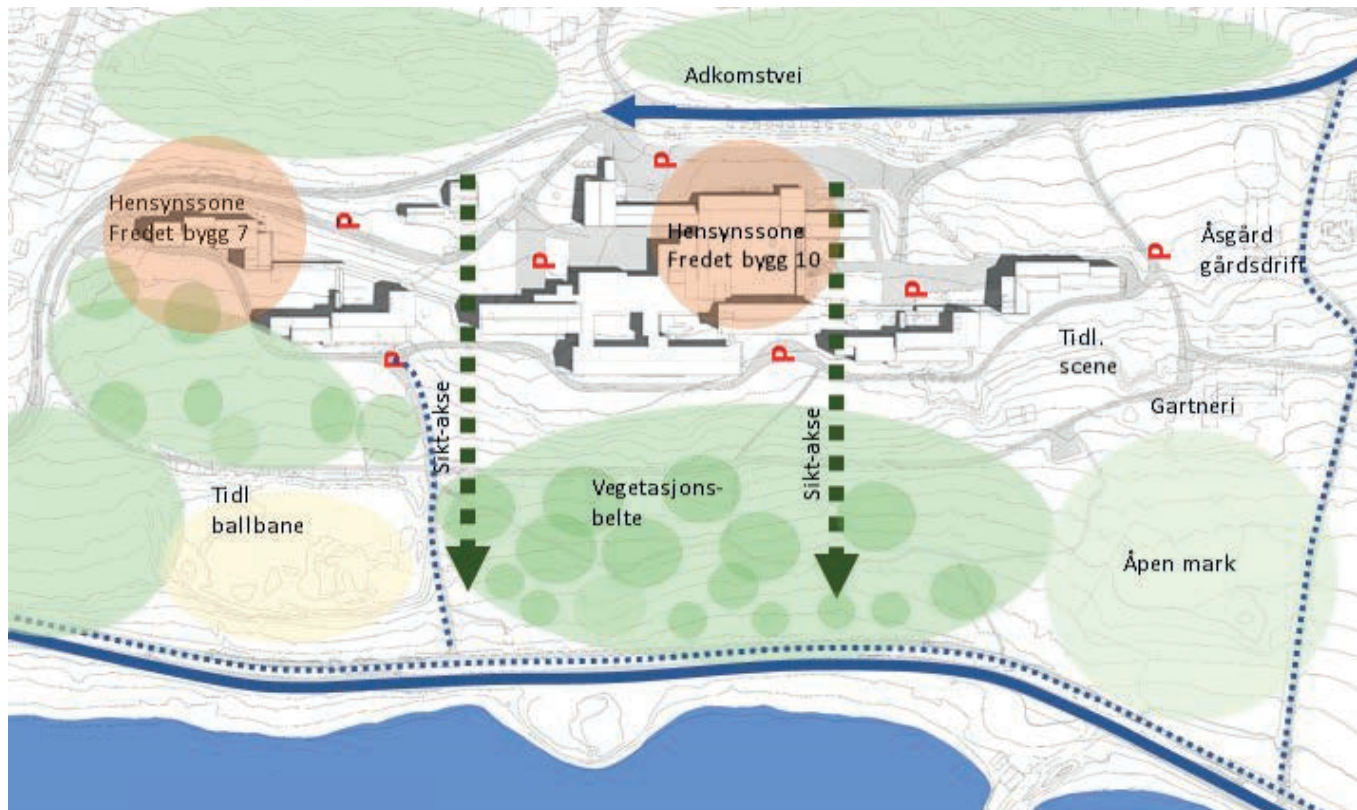 Adkomstvei
P
Hensynssone
Fredet bygg 7
P
Hensynssone
Fredet bygg 10
P
P
P
Åsgård
gårdsdrift
P
P
Tidl.
scene
Gartneri
Sikt-akse
Sikt-akse
Tidl
ballbane
Vegetasjons-
belte
Åpen mark